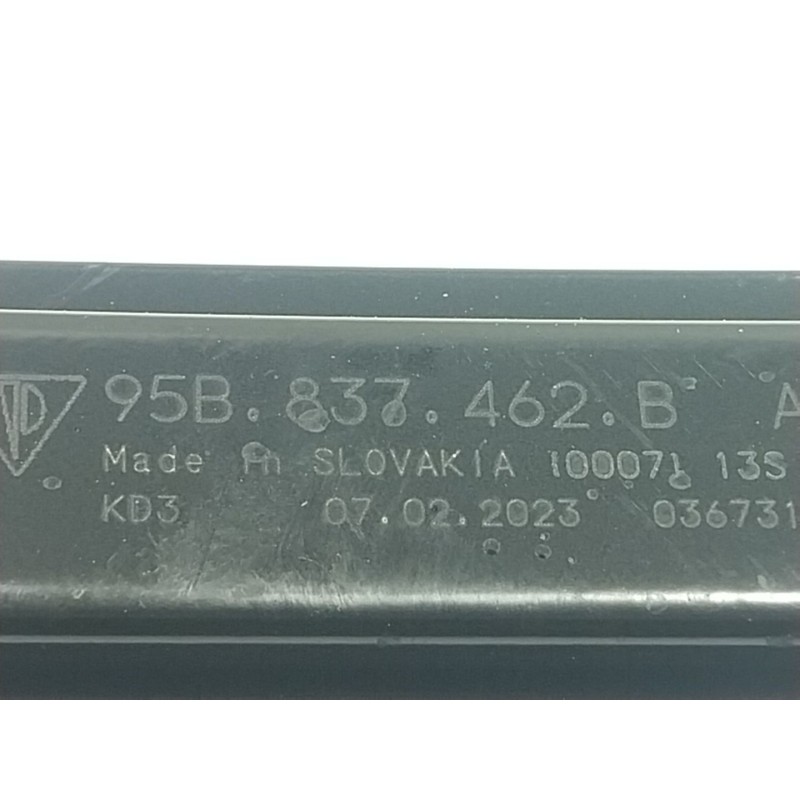 95B.837.462.B A
Made in SLOVAKIA 10007 13S
KD3 07.02.2023 036731